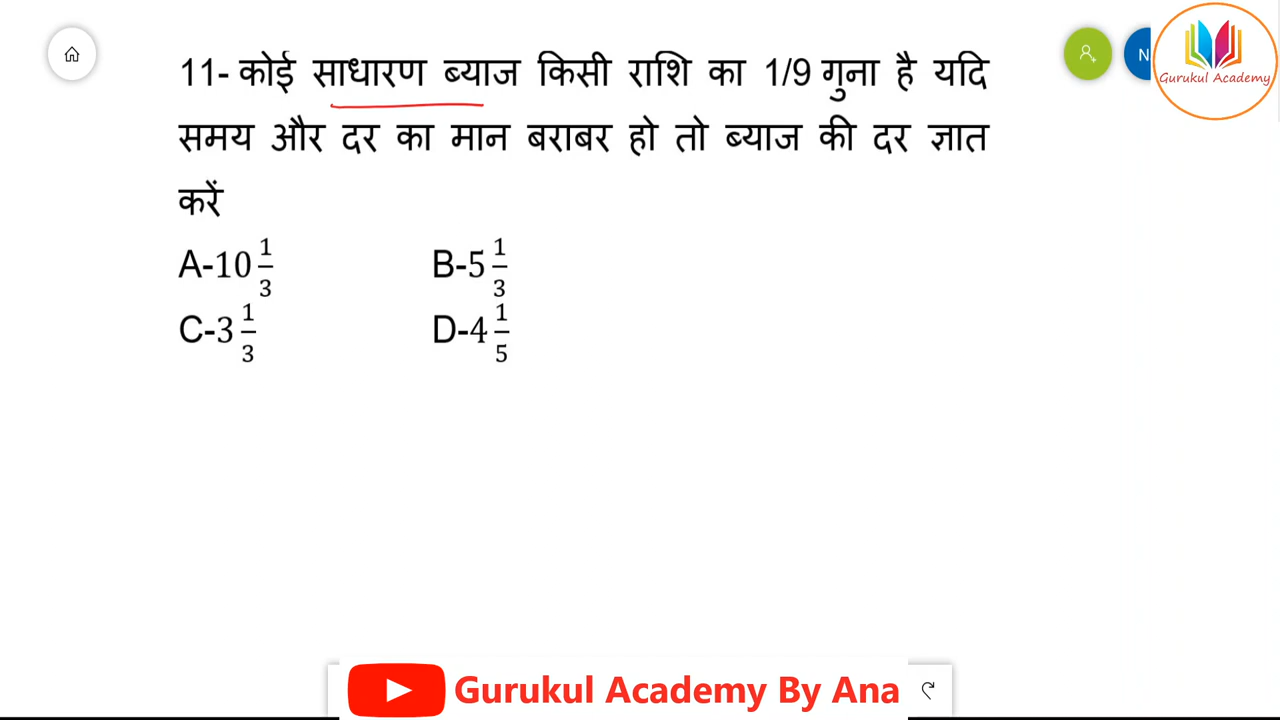 11- कोई साधारण ब्याज किसी राशि का 1/9 गुना है यदि
समय और दर का मान बराबर हो तो ब्याज की दर ज्ञात
करें
A-10 1/3 B-5 1/3
C-3 1/3 D-4 1/5
N
Gurukul Academy
Gurukul Academy By Ana